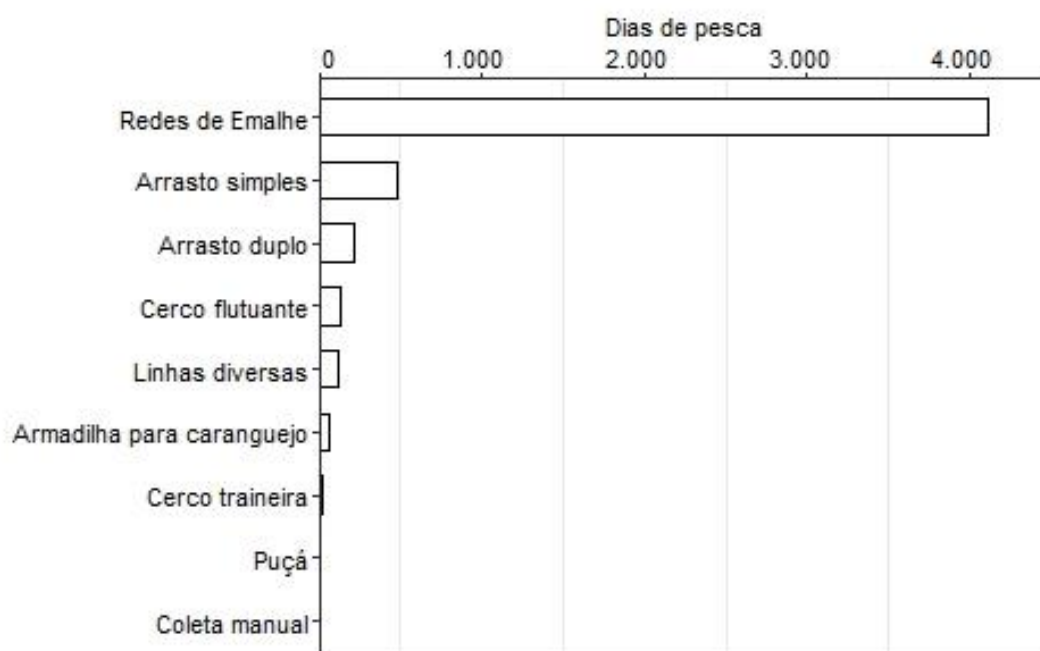 Dias de pesca
0 1.000 2.000 3.000 4.000
Redes de Emalhe
Arrasto simples
Arrasto duplo
Cerco flutuante
Linhas diversas
Armadilha para caranguejo
Cerco traineira
Puçá
Coleta manual